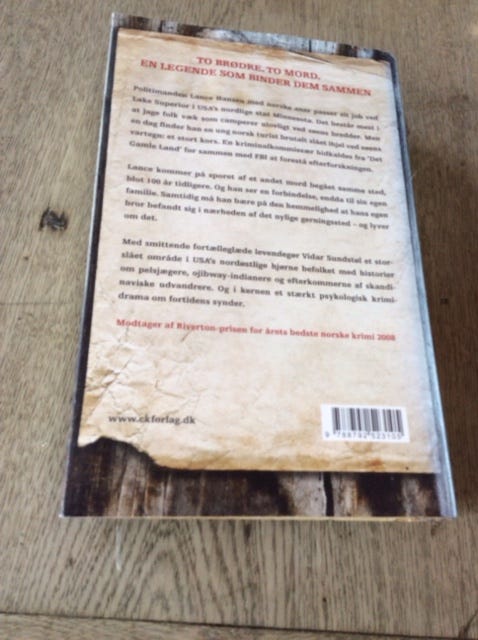 TO BRØDRE, TO MORD.
EN LEGENDE SOM BINDER DEM SAMMEN
Politimanden Lance Hansen med norske aner passer sit job ved
Lake Superior i USA's nordlige stat Minnesota. Det består mest i
at jage folk væk som camperer ulovligt ved søens bredder. Men
en dag finder han en ung norsk turist brutalt slået ihjel ved søens
vartegn: et stort kors. En kriminalkommissær hidkaldes fra 'Det
Gamle Land' for sammen med FBI at forestå efterforskningen.
Lance kommer på sporet af et andet mord begået samme sted,
blot 100 år tidligere. Og han ser en forbindelse, endda til sin egen
familie. Samtidig må han bære på den hemmelighed at hans egen
bror befandt sig i nærheden af det nylige gerningssted – og lyver
om det.
Med smittende fortælleglæde levendegør Vidar Sundstøl et stor-
slået område i USA's nordøstlige hjørne befolket med historier
om pelsjægere, ojibway-indianere og efterkommerne af skandi-
naviske udvandrere. Og i kernen et stærkt psykologisk krimi-
drama om fortidens synder.
Modtager af Riverton-prisen for årets bedste norske krimi 2008
www.ckforlag.dk
9 788792 523105